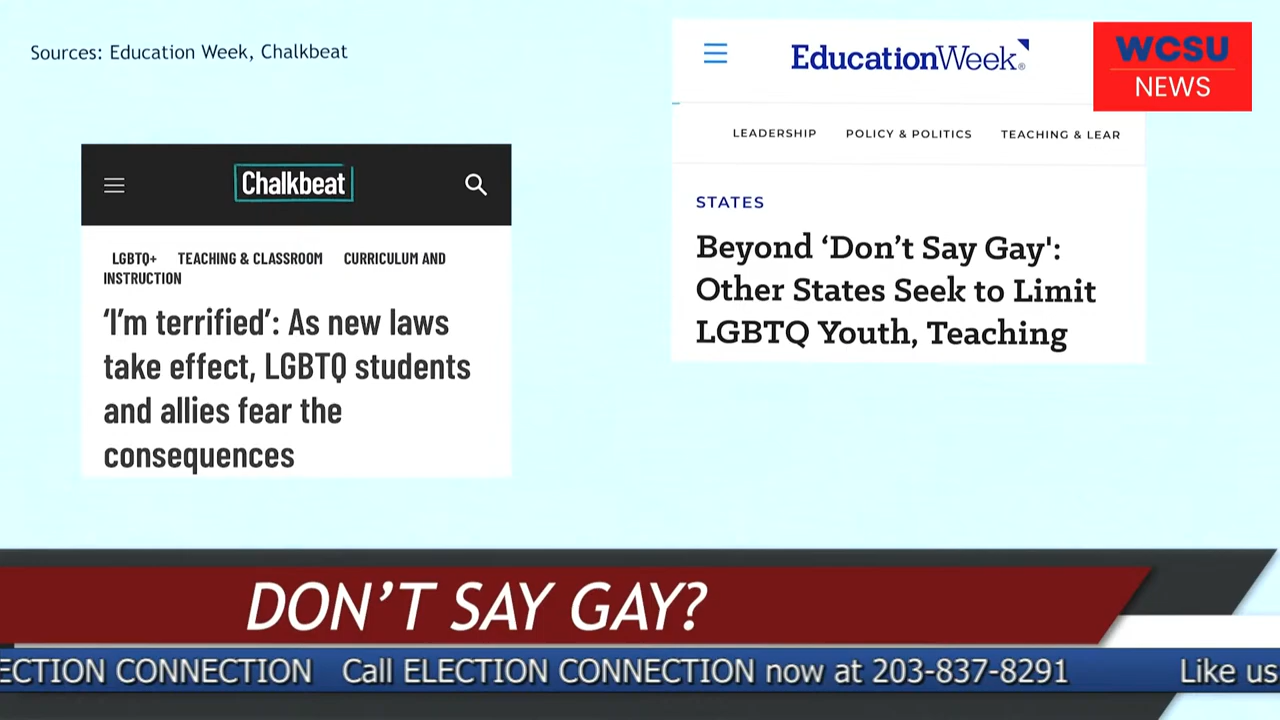 Sources: Education Week, Chalkbeat
EducationWeek®
WCSU
NEWS
LEADERSHIP POLICY & POLITICS TEACHING & LEAR
STATES
Beyond ‘Don’t Say Gay':
Other States Seek to Limit
LGBTQ Youth, Teaching
Chalkbeat
LGBTQ+ TEACHING & CLASSROOM CURRICULUM AND
INSTRUCTION
‘I’m terrified’: As new laws
take effect, LGBTQ students
and allies fear the
consequences
DON’T SAY GAY?
ECTION CONNECTION Call ELECTION CONNECTION now at 203-837-8291 Like us